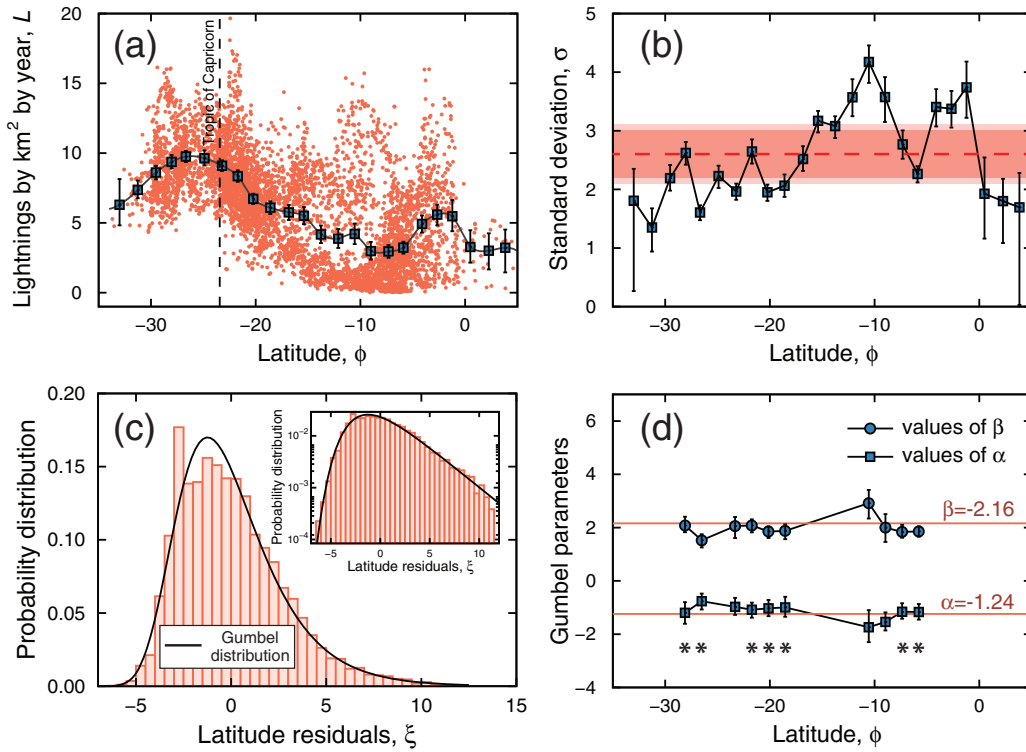 (a)
Lightnings by km² by year, L
20
15
10
5
0
Tropic of Capricorn
−30
−20
−10
0
Latitude, ϕ
(b)
Standard deviation, σ
5
4
3
2
1
0
−30
−20
−10
0
Latitude, ϕ
(c)
Probability distribution
0.20
0.15
0.10
0.05
0.00
−5
0
5
10
15
Latitude residuals, ξ
Gumbel
distribution
Probability distribution
10⁻²
10⁻³
10⁻⁴
−5
0
5
10
Latitude residuals, ξ
(d)
Gumbel parameters
6
4
2
0
−2
−4
values of β
values of α
β=-2.16
α=-1.24
* * * * * * *
−30
−20
−10
0
Latitude, ϕ